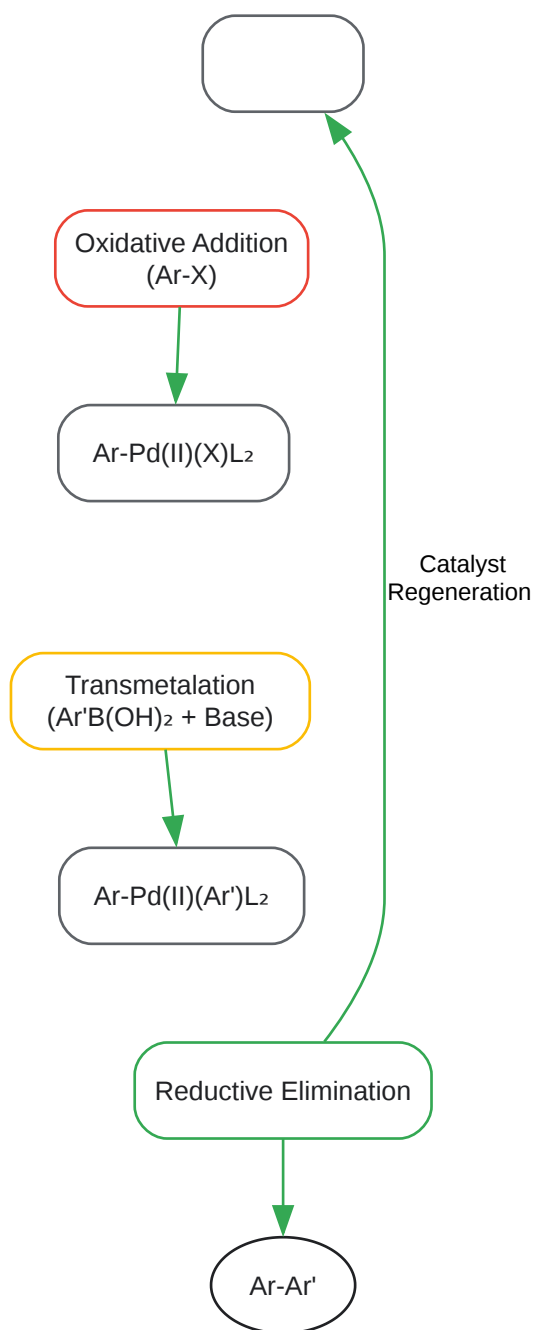 Oxidative Addition
(Ar-X)
Ar-Pd(II)(X)L₂
Catalyst
Regeneration
Transmetalation
(Ar'B(OH)₂ + Base)
Ar-Pd(II)(Ar')L₂
Reductive Elimination
Ar-Ar'